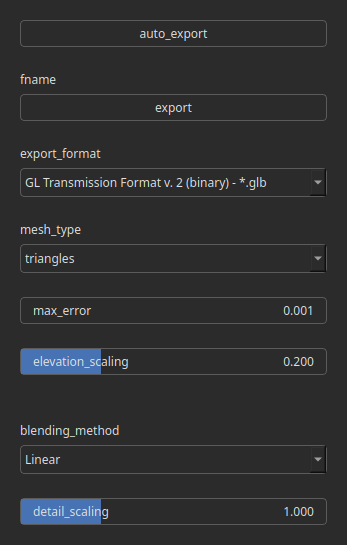 auto_export
fname
export
export_format
GL Transmission Format v. 2 (binary) - *.glb
mesh_type
triangles
max_error 0.001
elevation_scaling 0.200
blending_method
Linear
detail_scaling 1.000